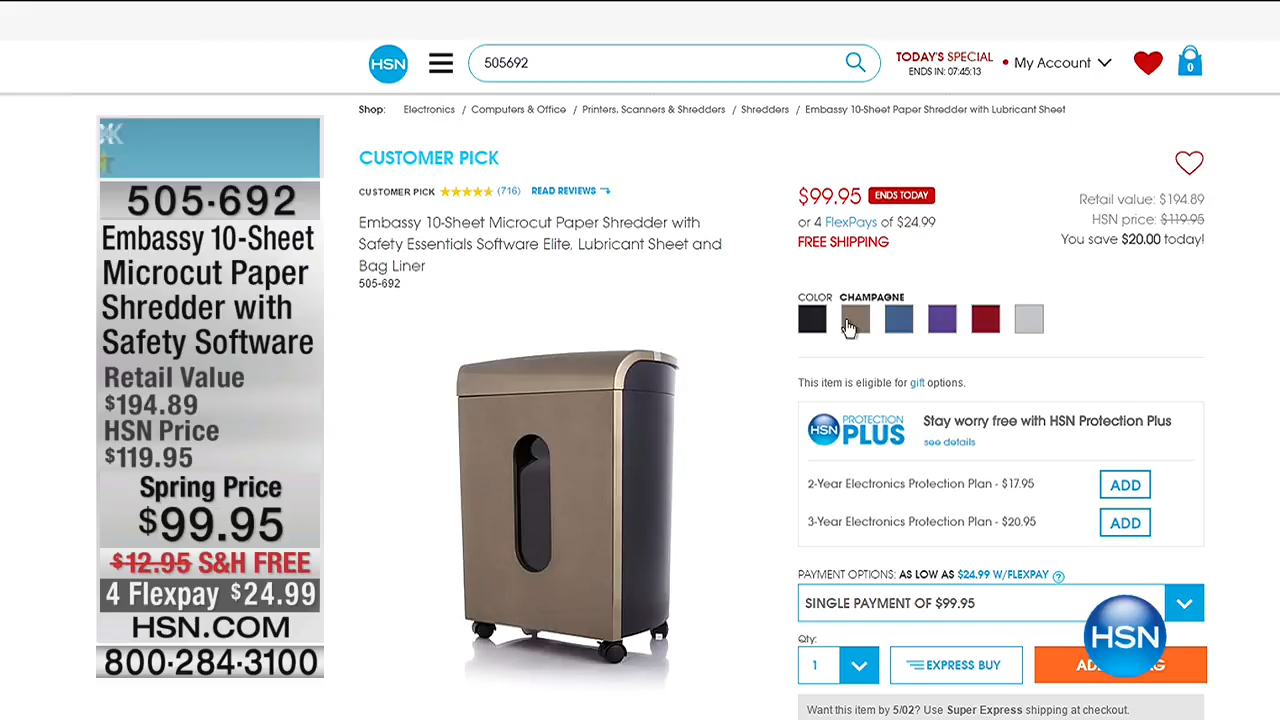 HSN
505692
TODAY'S SPECIAL
ENDS IN: 07:45:13
My Account
0
Shop: Electronics / Computers & Office / Printers, Scanners & Shredders / Shredders / Embassy 10-Sheet Paper Shredder with Lubricant Sheet
505-692
Embassy 10-Sheet
Microcut Paper
Shredder with
Safety Software
Retail Value
$194.89
HSN Price
$119.95
Spring Price
$99.95
$12.95 S&H FREE
4 Flexpay $24.99
HSN.COM
800-284-3100
CUSTOMER PICK
CUSTOMER PICK (716) READ REVIEWS
Embassy 10-Sheet Microcut Paper Shredder with
Safety Essentials Software Elite, Lubricant Sheet and
Bag Liner
505-692
$99.95 ENDS TODAY
or 4 FlexPays of $24.99
FREE SHIPPING
Retail value: $194.89
HSN price: $119.95
You save $20.00 today!
COLOR CHAMPAGNE
This item is eligible for gift options.
HSN PROTECTION PLUS
Stay worry free with HSN Protection Plus
see details
2-Year Electronics Protection Plan - $17.95 ADD
3-Year Electronics Protection Plan - $20.95 ADD
PAYMENT OPTIONS: AS LOW AS $24.99 W/FLEXPAY ?
SINGLE PAYMENT OF $99.95
Qty:
1
EXPRESS BUY
HSN
Want this item by 5/02? Use Super Express shipping at checkout.